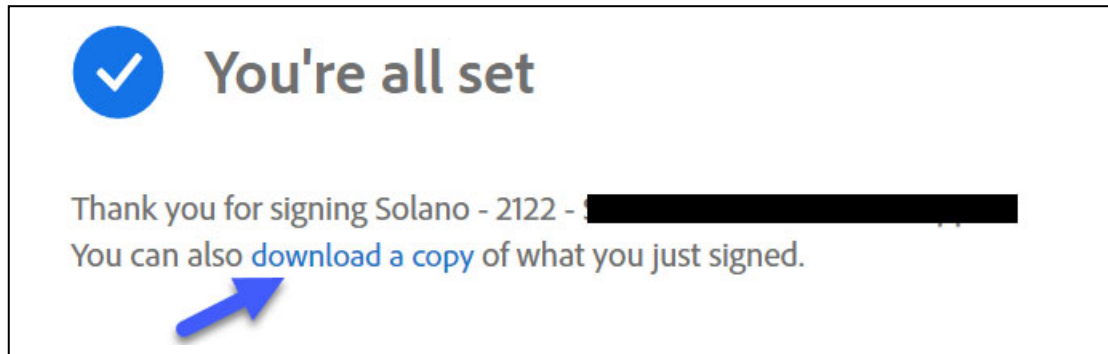 You're all set
Thank you for signing Solano - 2122 -
You can also download a copy of what you just signed.